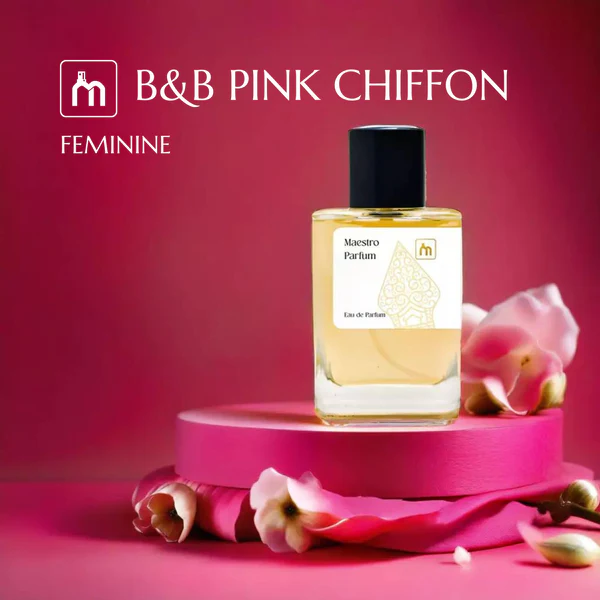 B&B PINK CHIFFON
FEMININE
Maestro
Parfum
Eau de Parfum